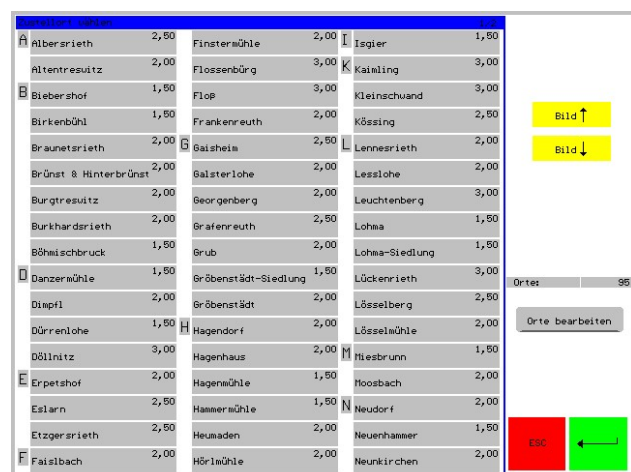 Zustellort wählen 1/2
A Albersrieth 2,50
Altentresuitz 2,00
B Biebershof 1,50
Birkenbühl 1,50
Braunetsrieth 2,00
Brünst & Hinterbrünst 2,00
Burgtresuitz 2,00
Burkhardsrieth 2,00
Böhmischbruck 1,50
D Danzermühle 1,50
Dimpfl 2,00
Dürrenlohe 1,50
Döllnitz 3,00
E Erpetshof 2,00
Eslarn 2,50
Etzgersrieth 2,50
F Faislbach 2,00
Finstermühle 2,00
Flossenbürg 3,00
Floß 3,00
Frankenreuth 2,00
G Gaisheim 2,50
Galsterlohe 2,00
Georgenberg 2,00
Grafenreuth 2,50
Grub 2,00
Gröbenstädt-Siedlung 1,50
Gröbenstädt 2,00
H Hagendorf 2,00
Hagenhaus 2,00
Hagenmühle 1,50
Hammermühle 1,50
Heumaden 2,00
Hörlmühle 2,00
I Isgier 1,50
K Kaimling 3,00
Kleinschwand 3,00
Kössing 2,50
L Lennesrieth 2,00
Lesslohe 2,00
Leuchtenberg 3,00
Lohma 1,50
Lohma-Siedlung 1,50
Lückenrieth 3,00
Lösselberg 2,50
Lösselmühle 2,00
M Miesbrunn 1,50
Moosbach 2,00
N Neudorf 2,00
Neuenhammer 1,50
Neunkirchen 2,00
Bild ↑
Bild ↓
Orte: 95
Orte bearbeiten
ESC